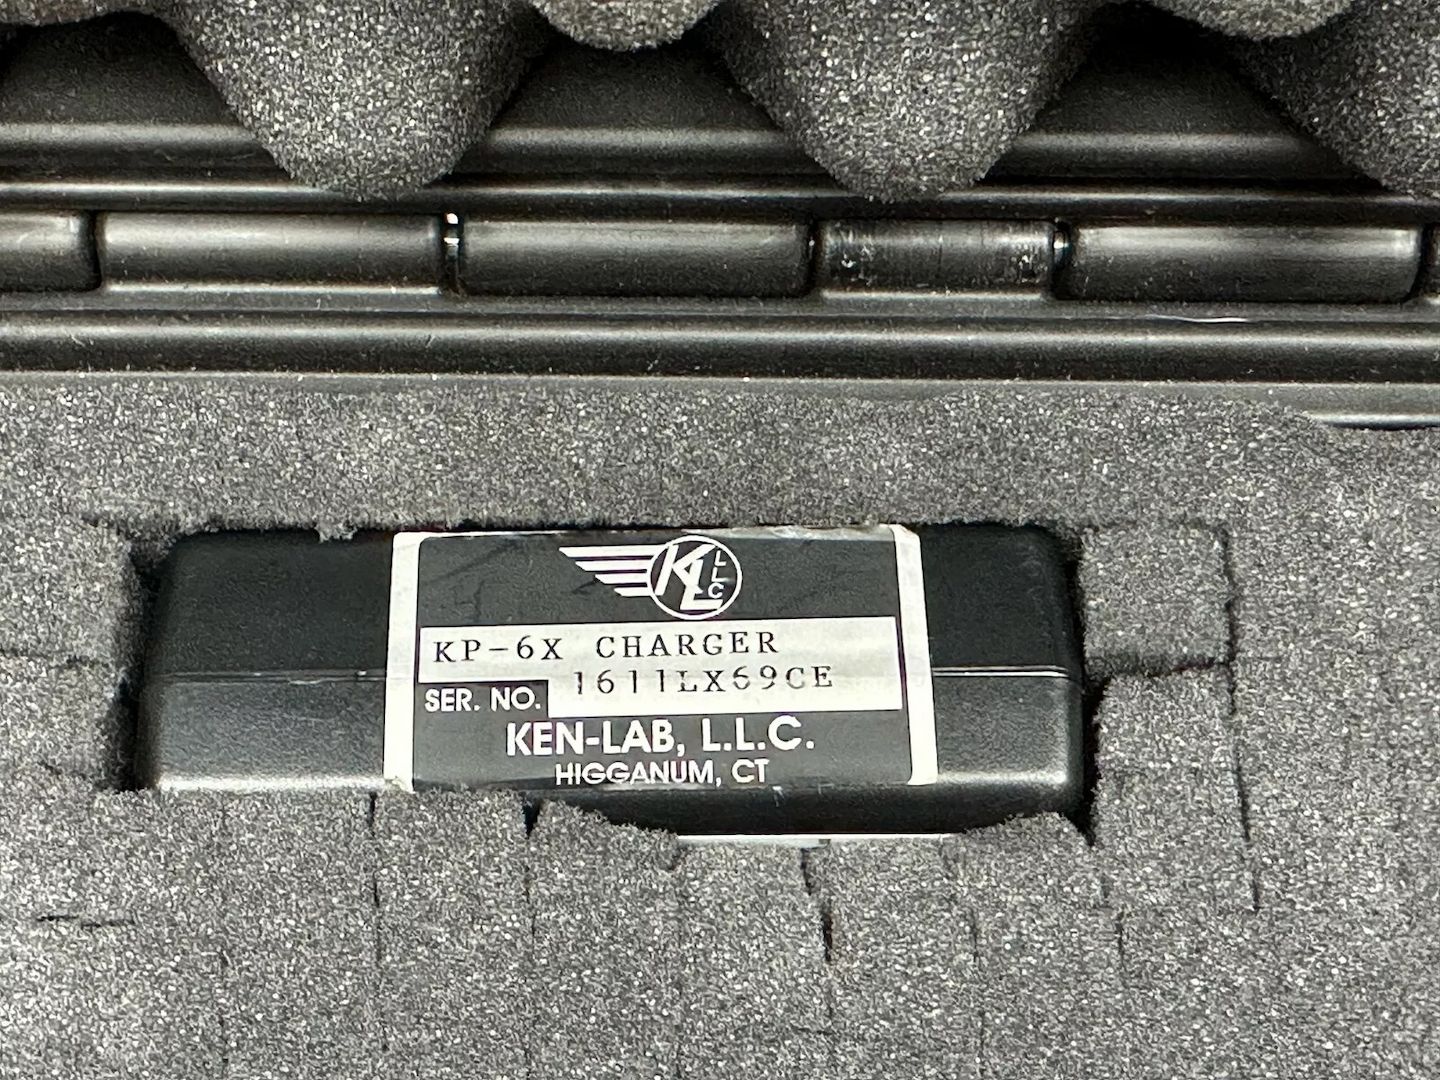 KL LLC
KP-6X CHARGER
SER. NO. 1611LX69CE
KEN-LAB, L.L.C.
HIGGANUM, CT